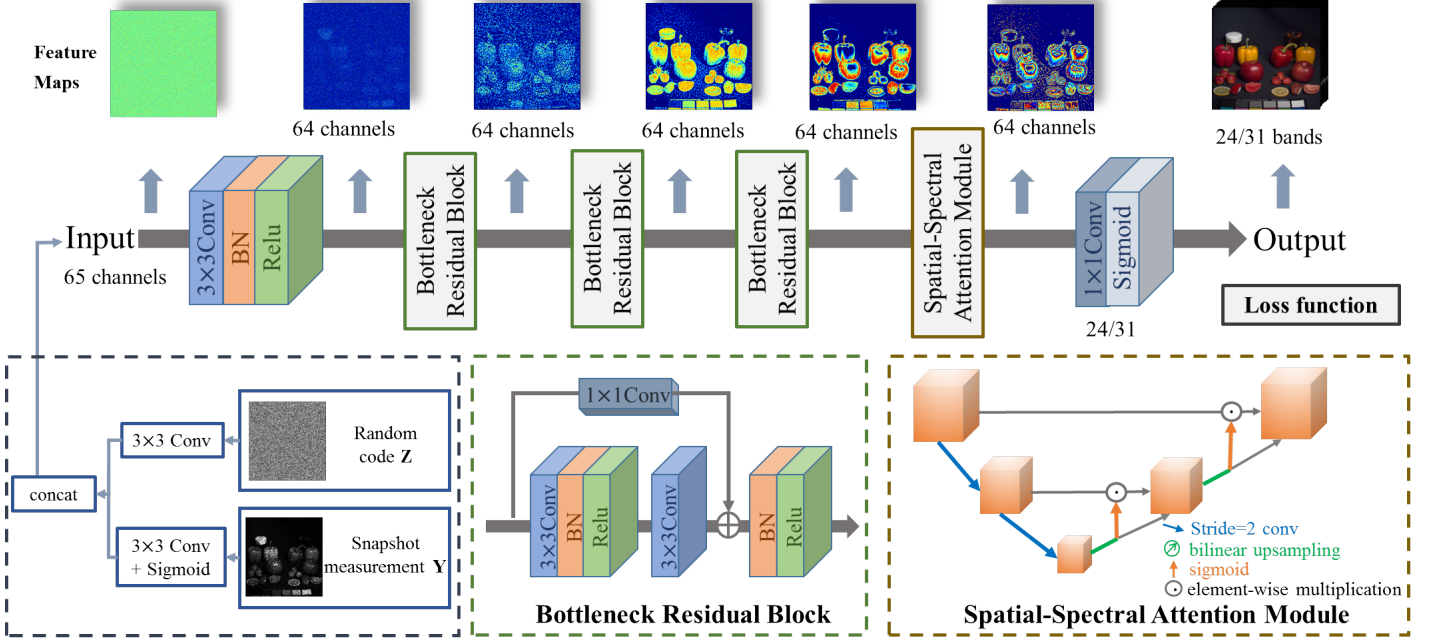 Feature
Maps
64 channels
64 channels
64 channels
64 channels
64 channels
24/31 bands
Input
65 channels
3×3Conv
BN
Relu
Bottleneck
Residual Block
Bottleneck
Residual Block
Bottleneck
Residual Block
Spatial-Spectral
Attention Module
1×1Conv
Sigmoid
24/31
Output
Loss function
concat
3×3 Conv
Random
code Z
3×3 Conv
+ Sigmoid
Snapshot
measurement Y
1×1Conv
3×3Conv
BN
Relu
3×3Conv
BN
Relu
Bottleneck Residual Block
Stride=2 conv
bilinear upsampling
sigmoid
element-wise multiplication
Spatial-Spectral Attention Module